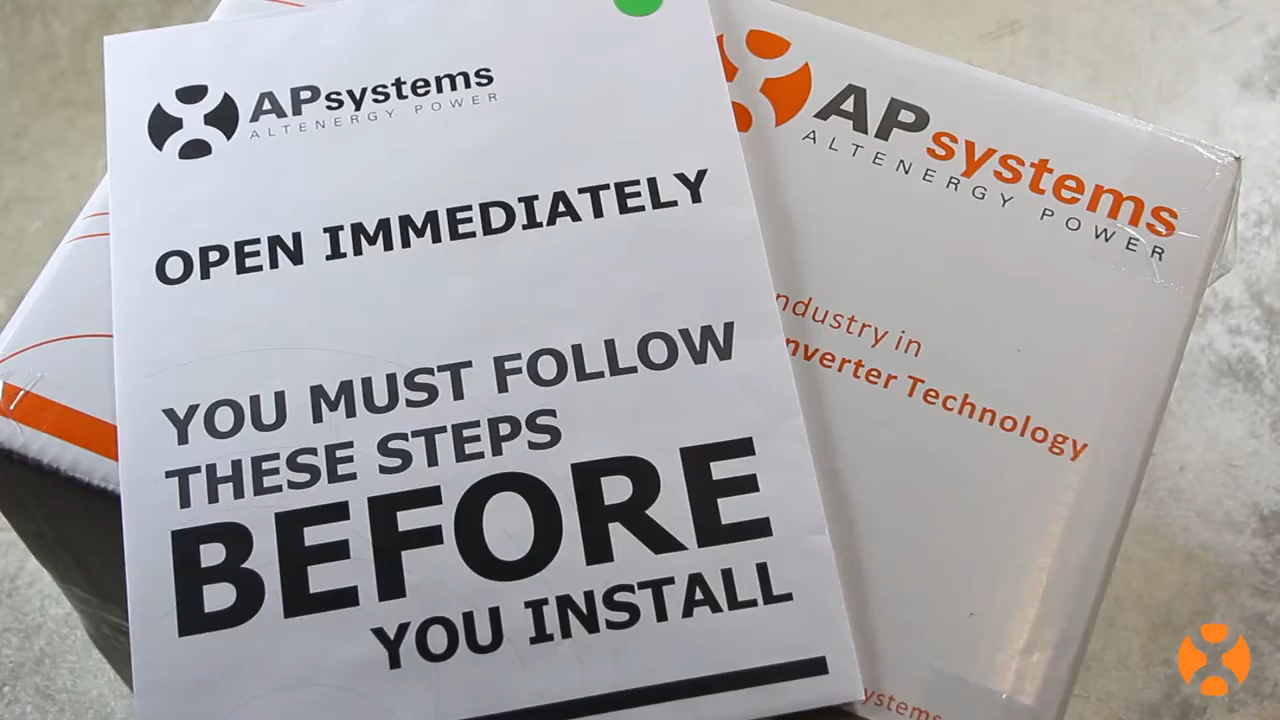 APsystems
ALTENERGY POWER
OPEN IMMEDIATELY
YOU MUST FOLLOW
THESE STEPS
BEFORE
YOU INSTALL
APsystems
ALTENERGY POWER
ndustry in
nverter Technology
ystems